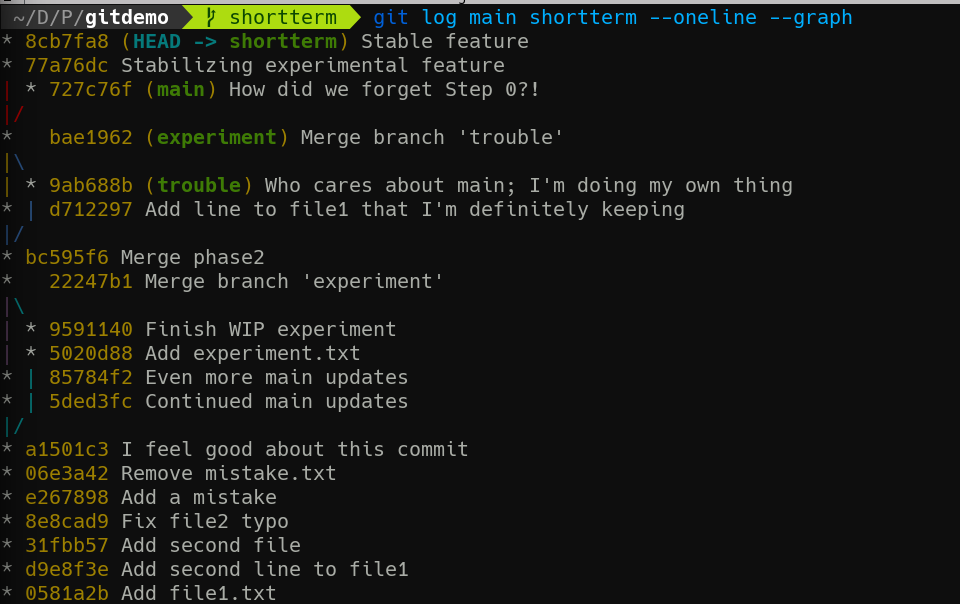 ~/D/P/gitdemo shortterm git log main shortterm --oneline --graph
* 8cb7fa8 (HEAD -> shortterm) Stable feature
* 77a76dc Stabilizing experimental feature
| * 727c76f (main) How did we forget Step 0?!
|/
*   bae1962 (experiment) Merge branch 'trouble'
|\
| * 9ab688b (trouble) Who cares about main; I'm doing my own thing
* | d712297 Add line to file1 that I'm definitely keeping
|/
* bc595f6 Merge phase2
*   22247b1 Merge branch 'experiment'
|\
| * 9591140 Finish WIP experiment
| * 5020d88 Add experiment.txt
* | 85784f2 Even more main updates
* | 5ded3fc Continued main updates
|/
* a1501c3 I feel good about this commit
* 06e3a42 Remove mistake.txt
* e267898 Add a mistake
* 8e8cad9 Fix file2 typo
* 31fbb57 Add second file
* d9e8f3e Add second line to file1
* 0581a2b Add file1.txt